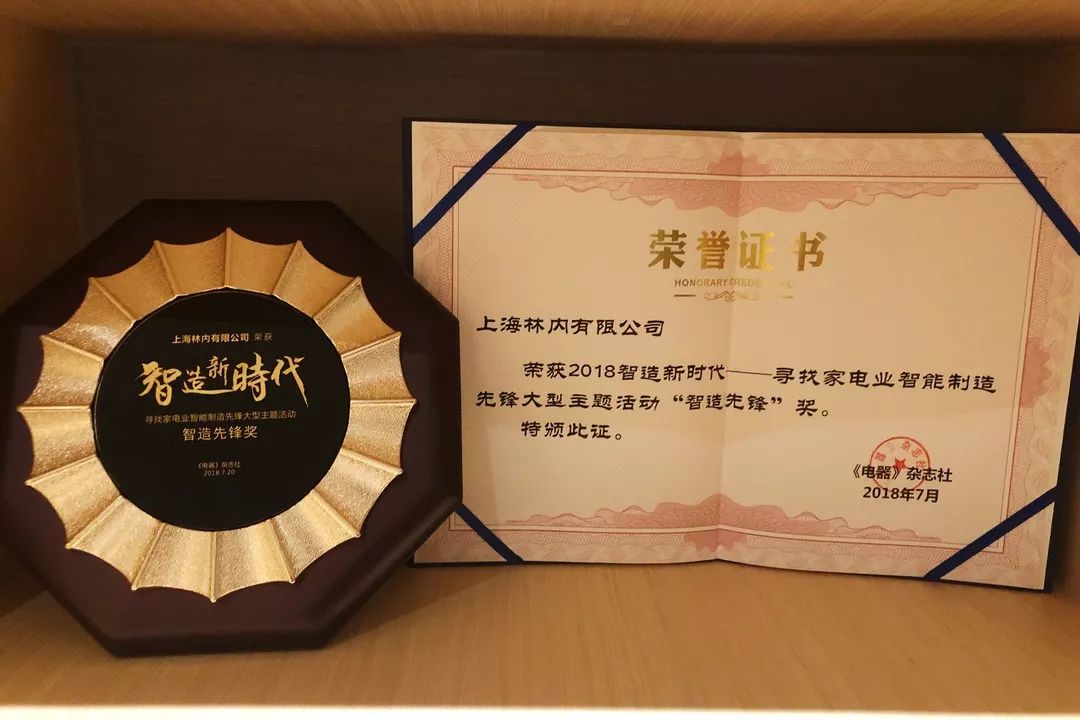 上海林内有限公司 荣获
智造新時代
寻找家电业智能制造先锋大型主题活动
智造先锋奖
《电器》杂志社
2018.7.20
荣誉证书
HONORARY CREDENTIAL
上海林内有限公司
荣获2018智造新时代——寻找家电业智能制造
先锋大型主题活动“智造先锋”奖。
特颁此证。
《电器》杂志社
2018年7月